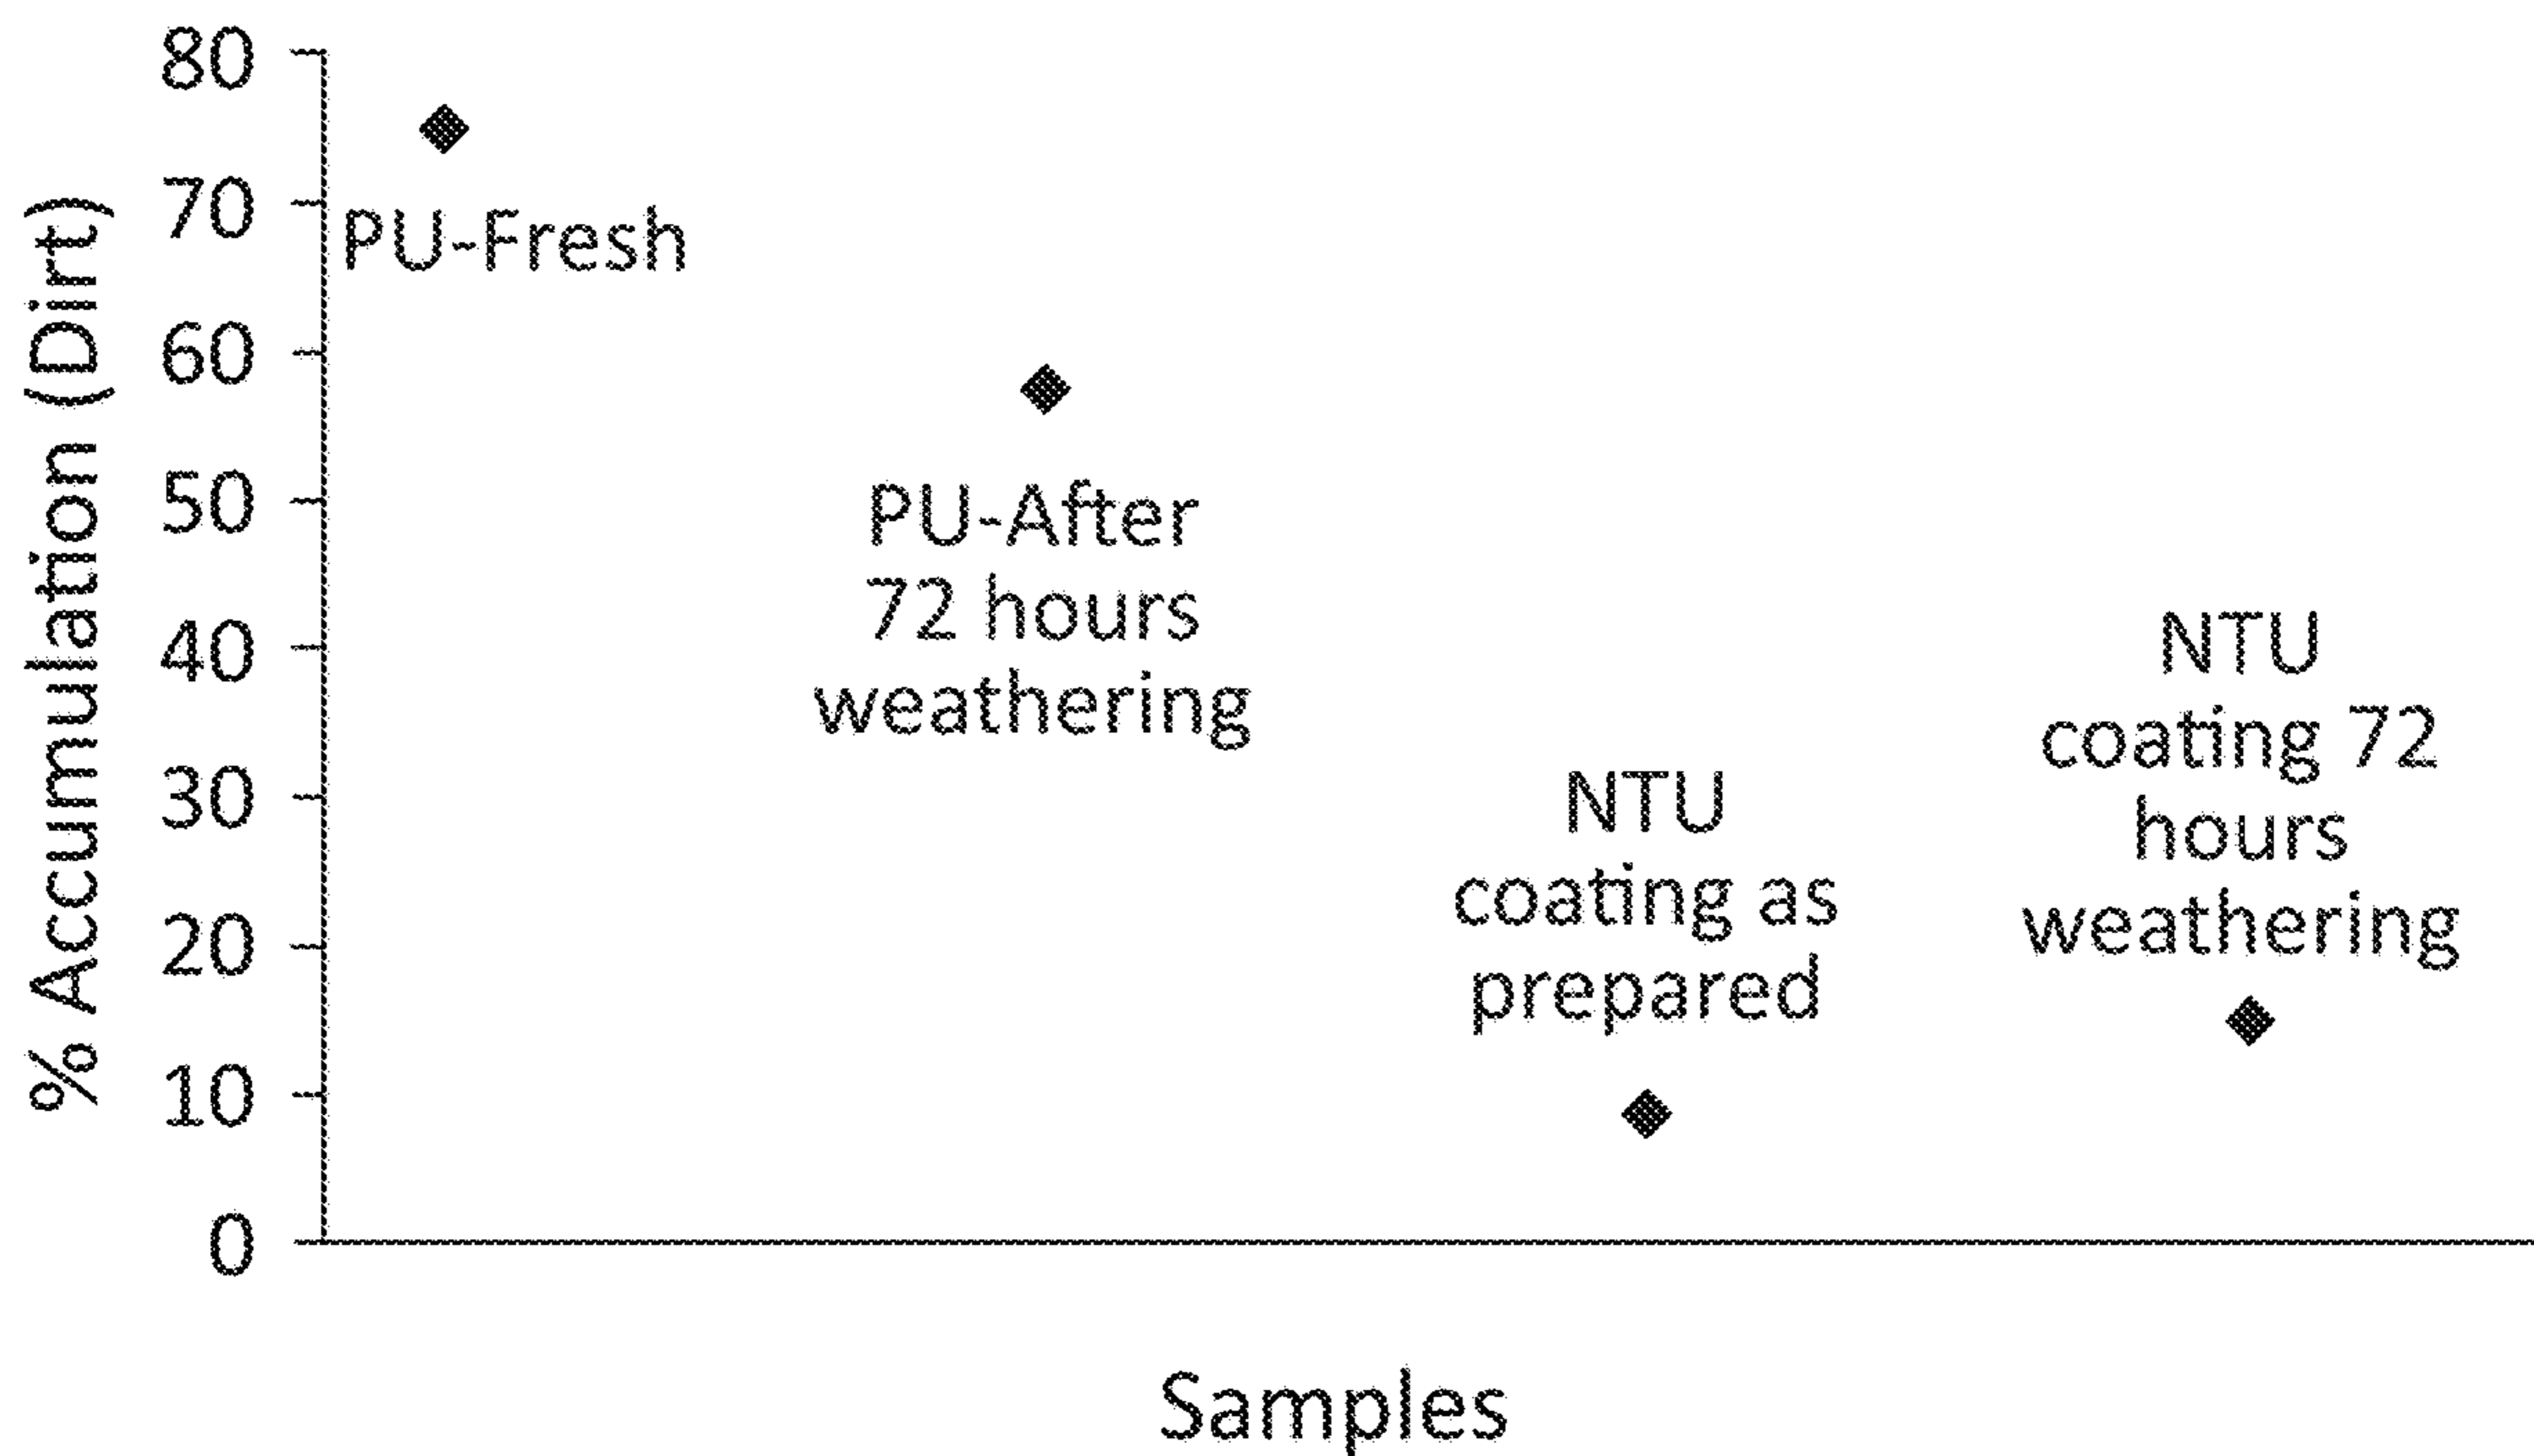 % Accumulation (Dirt)
80
70
60
50
40
30
20
10
0
PU-Fresh
PU-After
72 hours
weathering
NTU
coating as
prepared
NTU
coating 72
hours
weathering
Samples